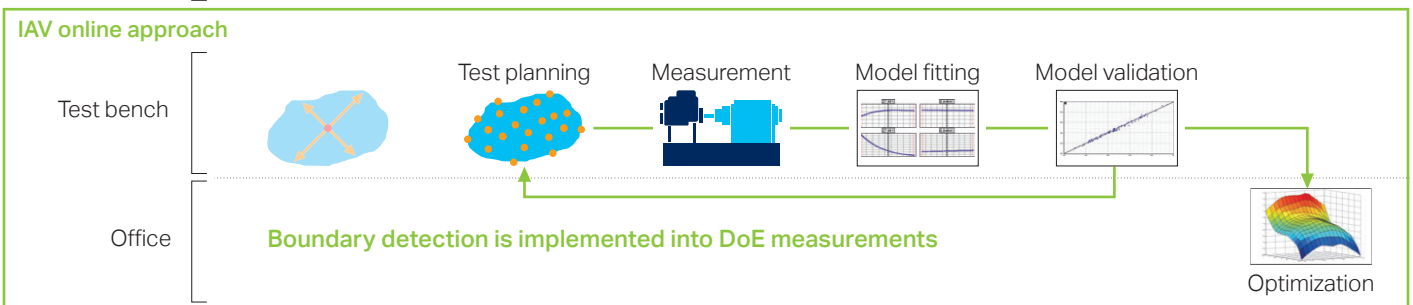 IAV online approach
Test planning
Measurement
Model fitting
Model validation
Test bench
Office
Boundary detection is implemented into DoE measurements
Optimization